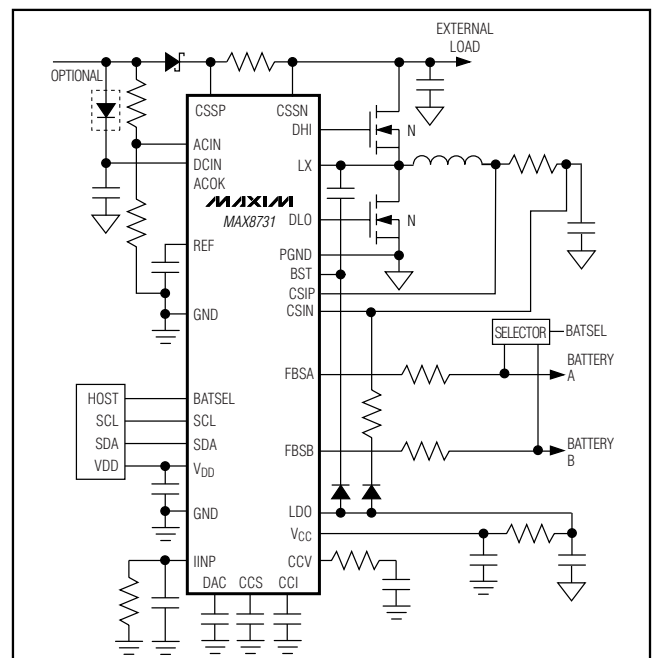 EXTERNAL
LOAD
OPTIONAL
CSSP
CSSN
DHI
N
ACIN
LX
DCIN
ACOK
MAXIM
MAX8731
DLO
N
REF
PGND
BST
CSIP
CSIN
GND
SELECTOR
BATSEL
FBSA
BATTERY
A
HOST
BATSEL
SCL
SCL
SDA
SDA
FBSB
BATTERY
B
VDD
VDD
LDO
GND
VCC
IINP
CCV
DAC
CCS
CCI